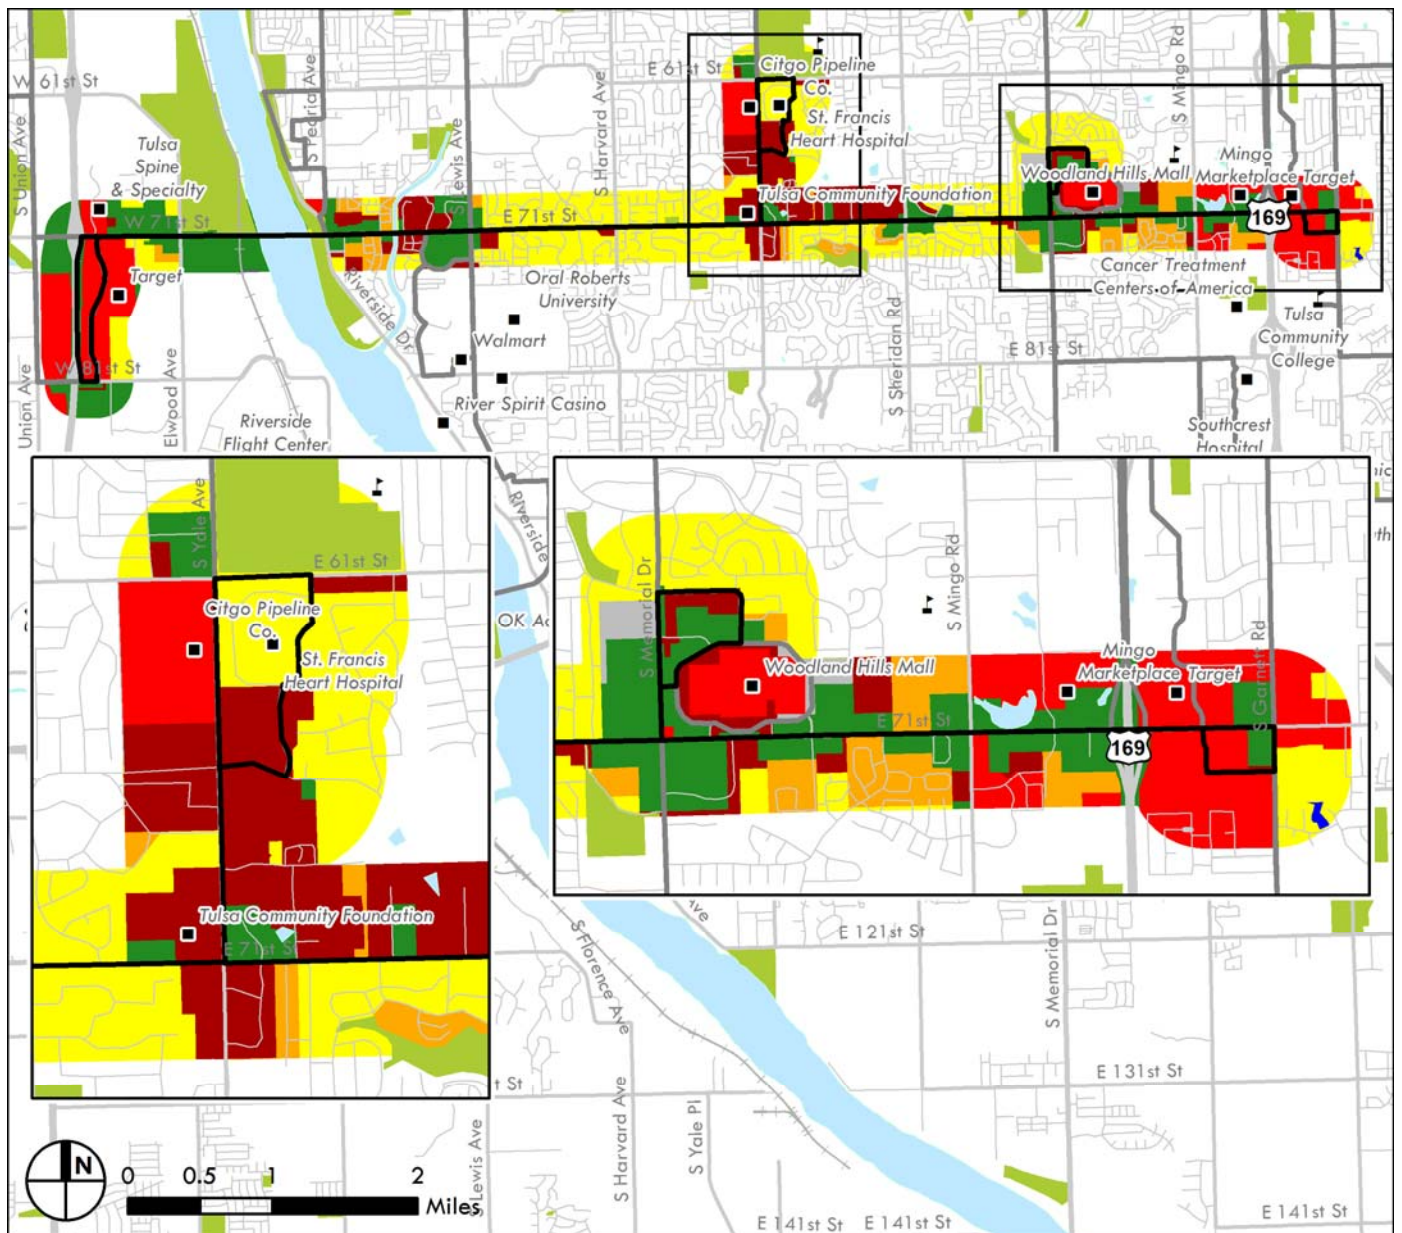 W 61st St
S Union Ave
Tulsa
Spine
& Specialty
W 71st St
Target
W 81st St
Union Ave
Elwood Ave
Riverside
Flight Center
S Peoria Ave
Riverside Dr
S Lewis Ave
E 71st St
S Harvard Ave
Oral Roberts
University
Walmart
River Spirit Casino
E 61st St
Citgo Pipeline
Co.
St. Francis
Heart Hospital
Tulsa Community Foundation
S Sheridan Rd
E 81st St
S Mingo Rd
Woodland Hills Mall
Mingo
Marketplace
Target
169
Cancer Treatment
Centers of America
Tulsa
Community
College
Southcrest
Hospital
S Yale Ave
E 61st St
Citgo Pipeline
Co.
St. Francis
Heart Hospital
Tulsa Community Foundation
E 71st St
Riverside
S Memorial Dr
S Mingo Rd
S Garnett Rd
Woodland Hills Mall
Mingo
Marketplace
Target
E 71st St
169
Ave
E 121st St
S Florence Ave
S Memorial Dr
E 131st St
t St
S Harvard Ave
S Yale Pl
S Lewis Ave
E 141st St
E 141st St
E 141st St
N
0 0.5 1 2
Miles